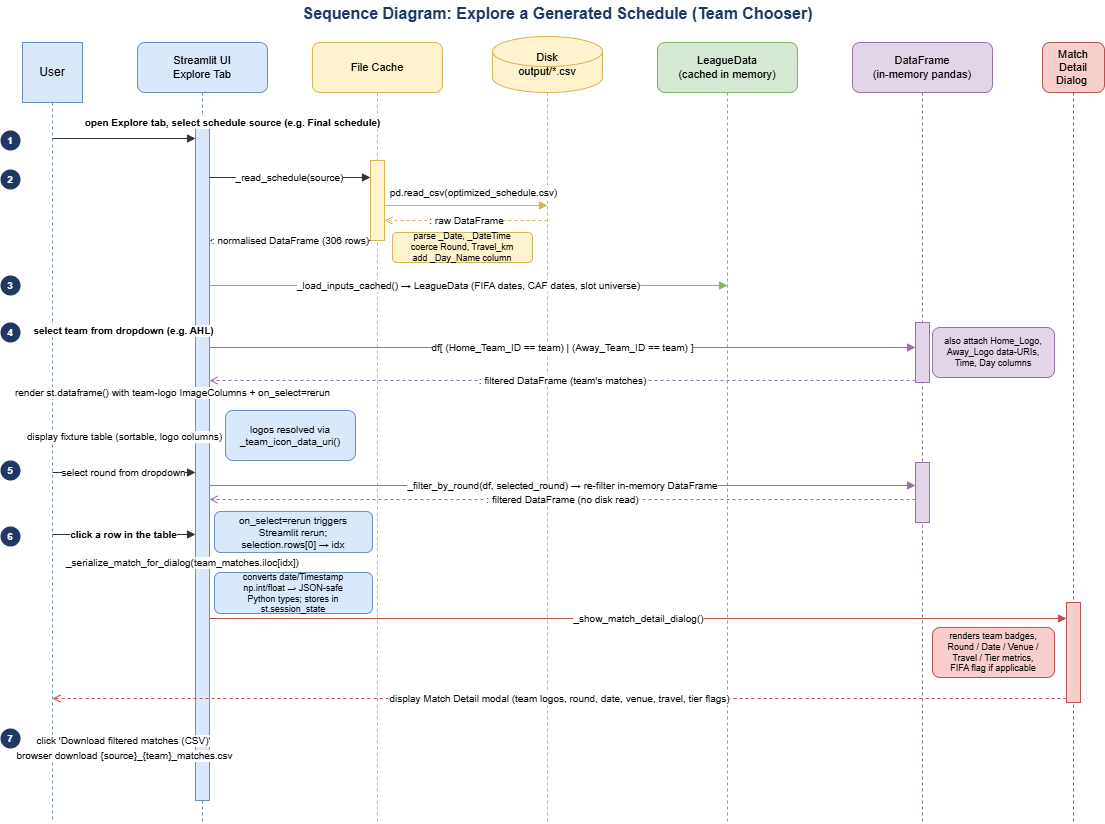 Sequence Diagram: Explore a Generated Schedule (Team Chooser)
User
Streamlit UI
Explore Tab
File Cache
Disk
output/*.csv
LeagueData
(cached in memory)
DataFrame
(in-memory pandas)
Match
Detail
Dialog
open Explore tab, select schedule source (e.g. Final schedule)
1
2
_read_schedule(source)
pd.read_csv(optimized_schedule.csv)
: raw DataFrame
: normalised DataFrame (306 rows)
parse _Date, _DateTime
coerce Round, Travel_km
add _Day_Name column
3
_load_inputs_cached() → LeagueData (FIFA dates, CAF dates, slot universe)
4
select team from dropdown (e.g. AHL)
df[ (Home_Team_ID == team) | (Away_Team_ID == team) ]
also attach Home_Logo,
Away_Logo data-URIs,
Time, Day columns
: filtered DataFrame (team's matches)
render st.dataframe() with team-logo ImageColumns + on_select=rerun
display fixture table (sortable, logo columns)
logos resolved via
_team_icon_data_uri()
5
select round from dropdown
_filter_by_round(df, selected_round) → re-filter in-memory DataFrame
: filtered DataFrame (no disk read)
6
click a row in the table
on_select=rerun triggers
Streamlit rerun;
selection.rows[0] → idx
_serialize_match_for_dialog(team_matches.iloc[idx])
converts date/Timestamp
np.int/float → JSON-safe
Python types; stores in
st.session_state
_show_match_detail_dialog()
renders team badges,
Round / Date / Venue /
Travel / Tier metrics,
FIFA flag if applicable
display Match Detail modal (team logos, round, date, venue, travel, tier flags)
7
click 'Download filtered matches (CSV)'
browser download {source}_{team}_matches.csv